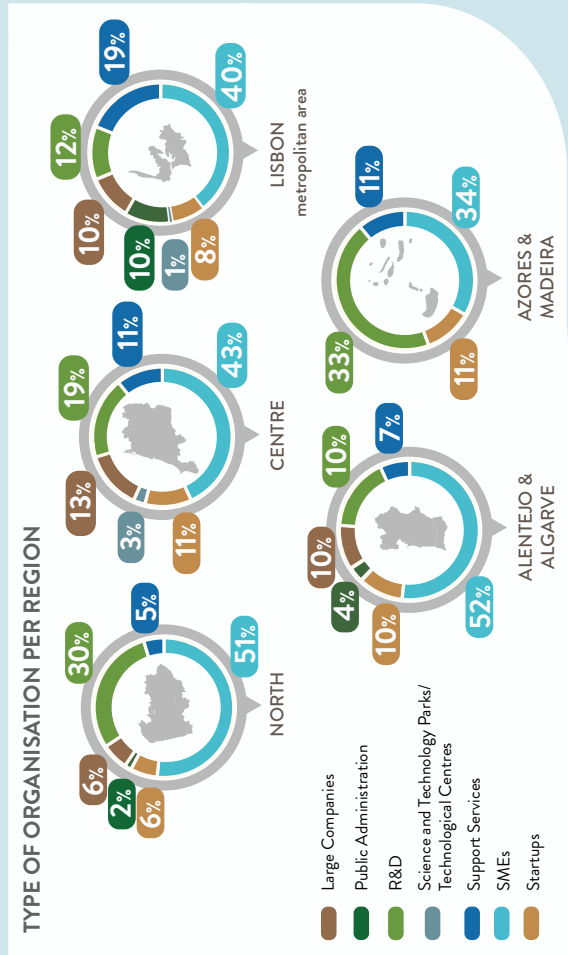 TYPE OF ORGANISATION PER REGION
30%
6%
2%
6%
5%
51%
NORTH
19%
13%
3%
11%
11%
43%
CENTRE
12%
10%
10%
1%
8%
19%
40%
LISBON
metropolitan area
Large Companies
Public Administration
R&D
Science and Technology Parks/
Technological Centres
Support Services
SMEs
Startups
10%
10%
4%
10%
7%
52%
ALENTEJO &
ALGARVE
33%
11%
11%
34%
AZORES &
MADEIRA